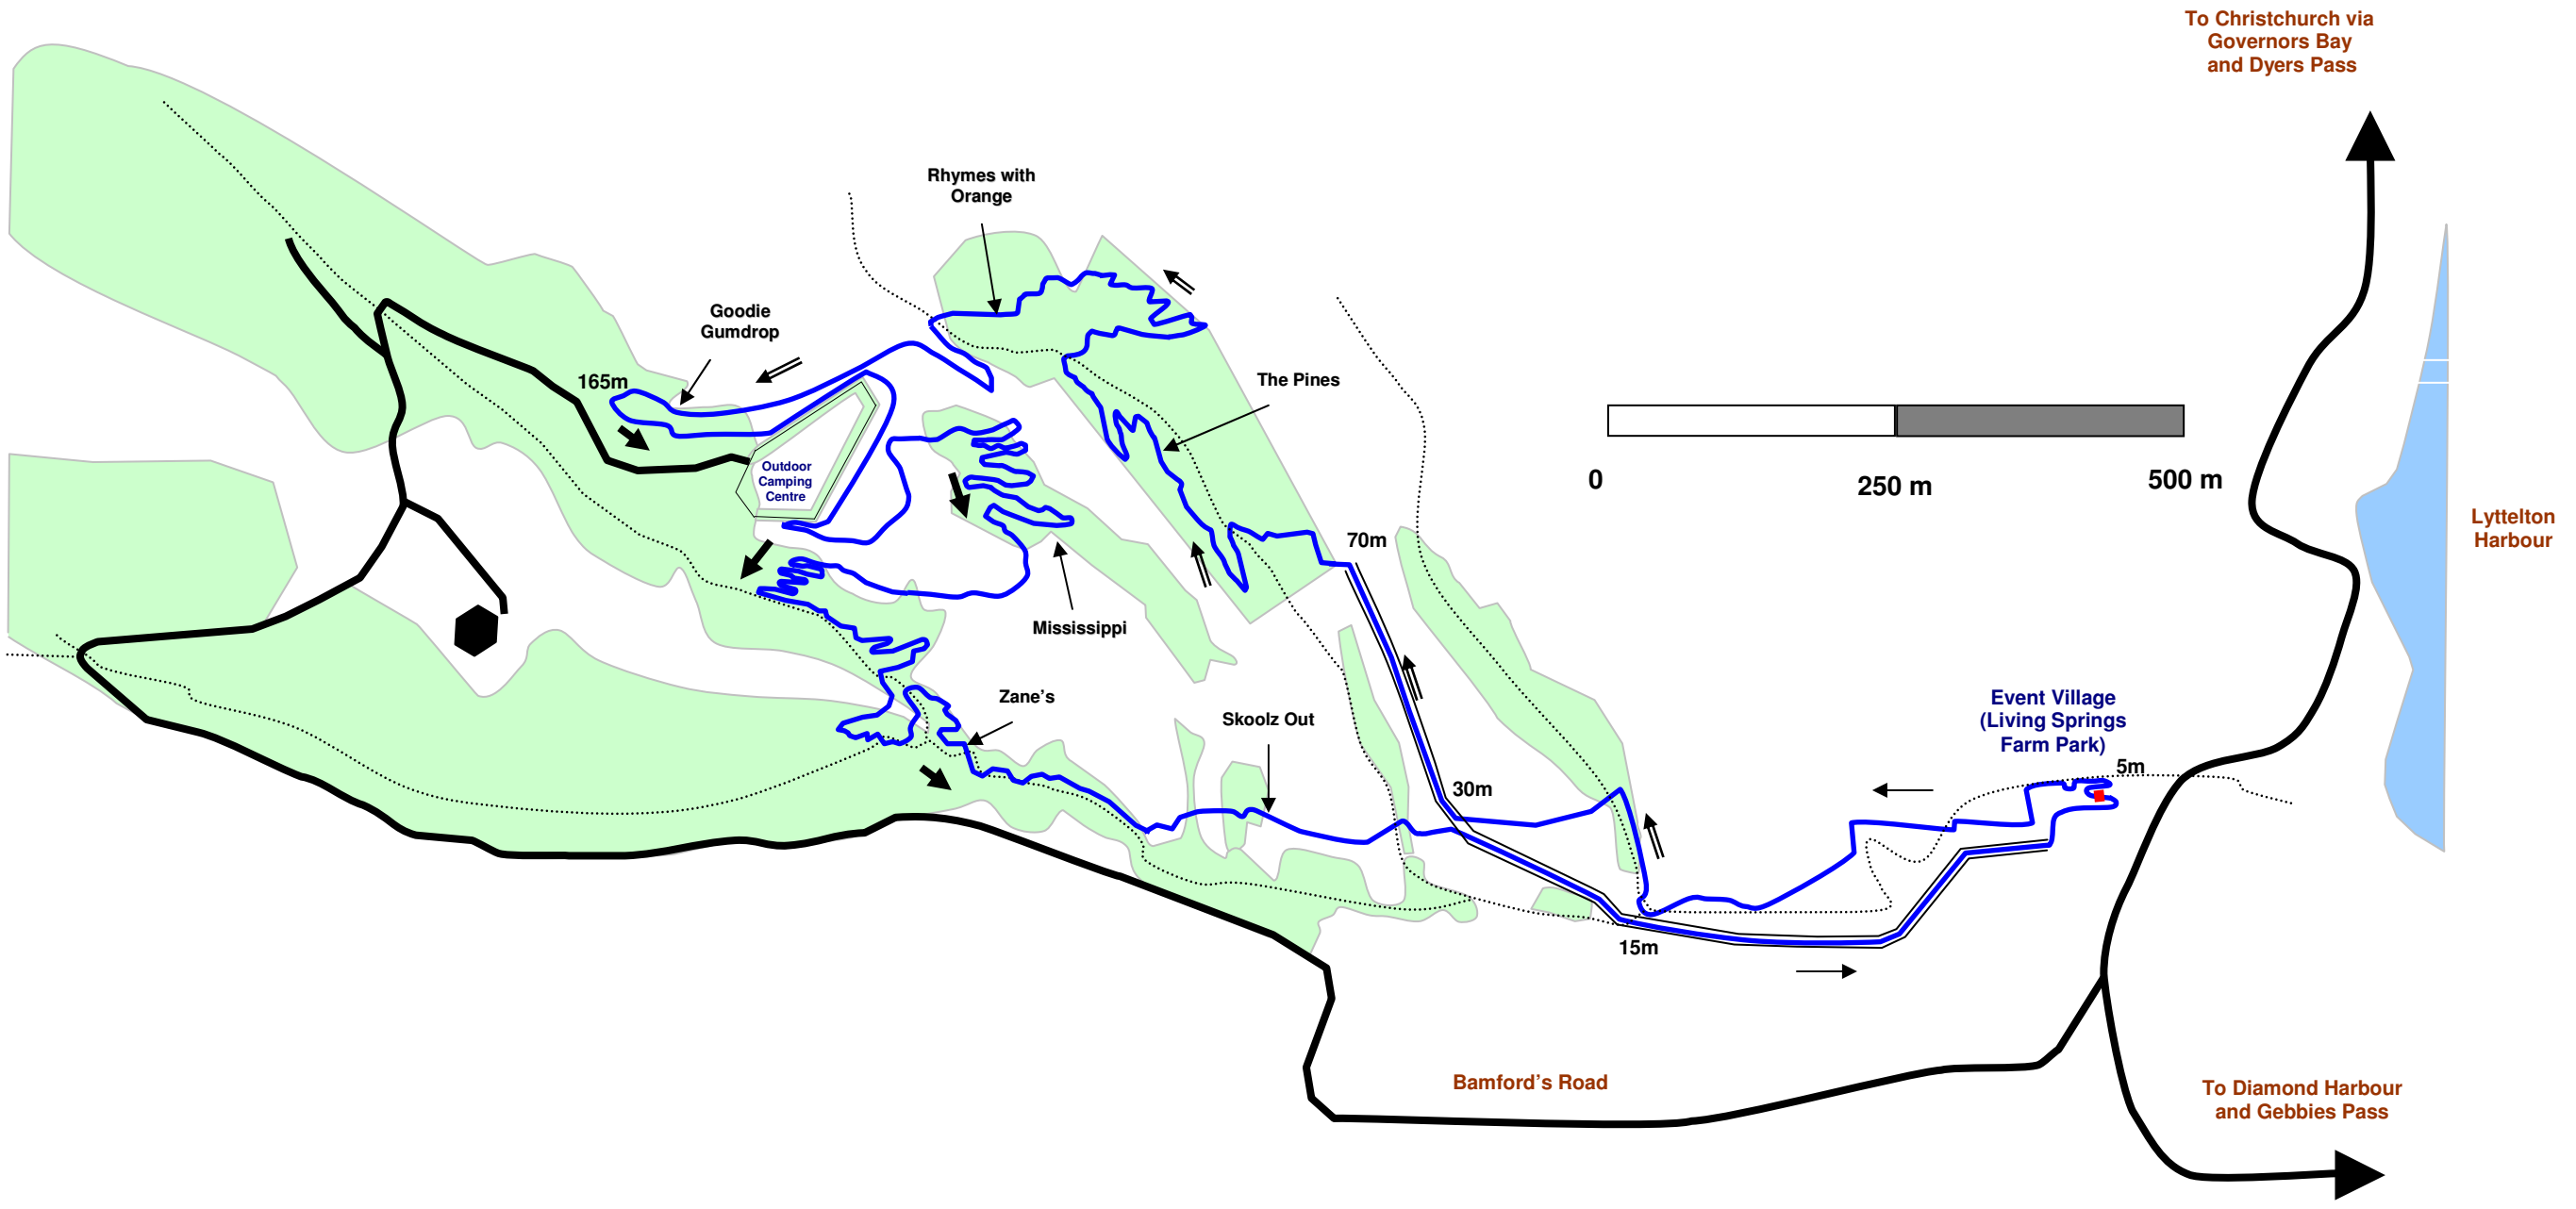 To Christchurch via
Governors Bay
and Dyers Pass
Rhymes with
Orange
Goodie
Gumdrop
165m
The Pines
Outdoor
Camping
Centre
0
250 m
500 m
Lyttelton
Harbour
70m
Mississippi
Zane’s
Skoolz Out
Event Village
(Living Springs
Farm Park)
5m
30m
15m
Bamford’s Road
To Diamond Harbour
and Gebbies Pass